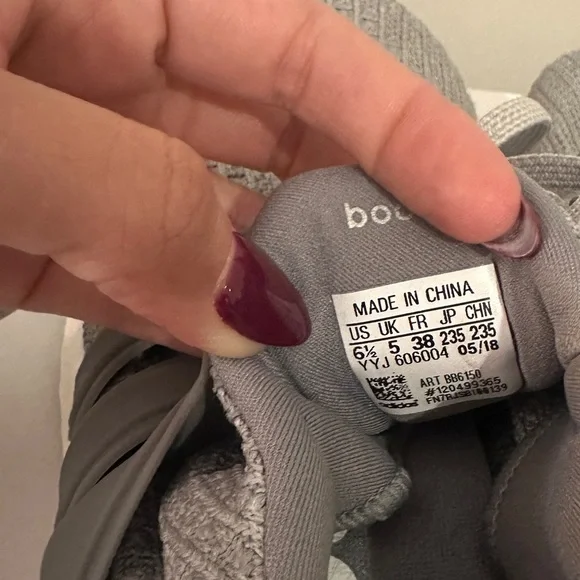 MADE IN CHINA
US UK FR JP CHN
6½ 5 38 235 235
YYJ 606004 05/18
ART BB6150
#120499365
adidas